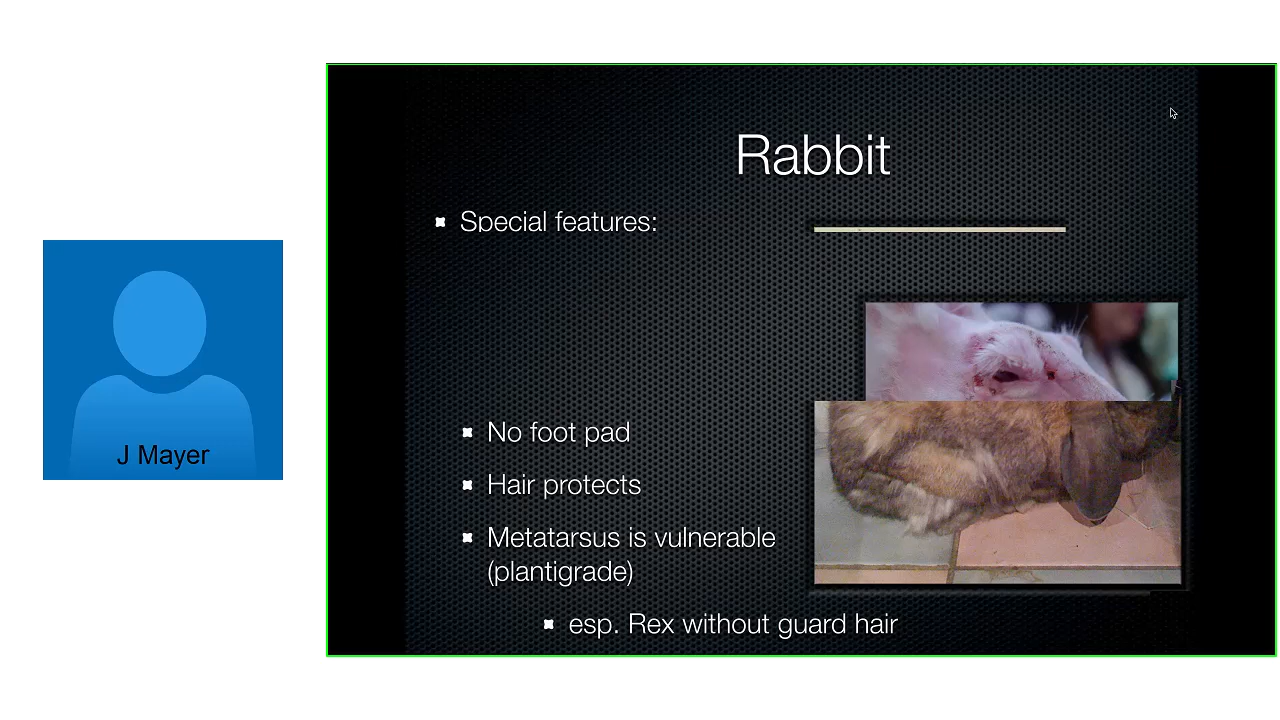 Rabbit
Special features:
No foot pad
Hair protects
Metatarsus is vulnerable
(plantigrade)
esp. Rex without guard hair
J Mayer